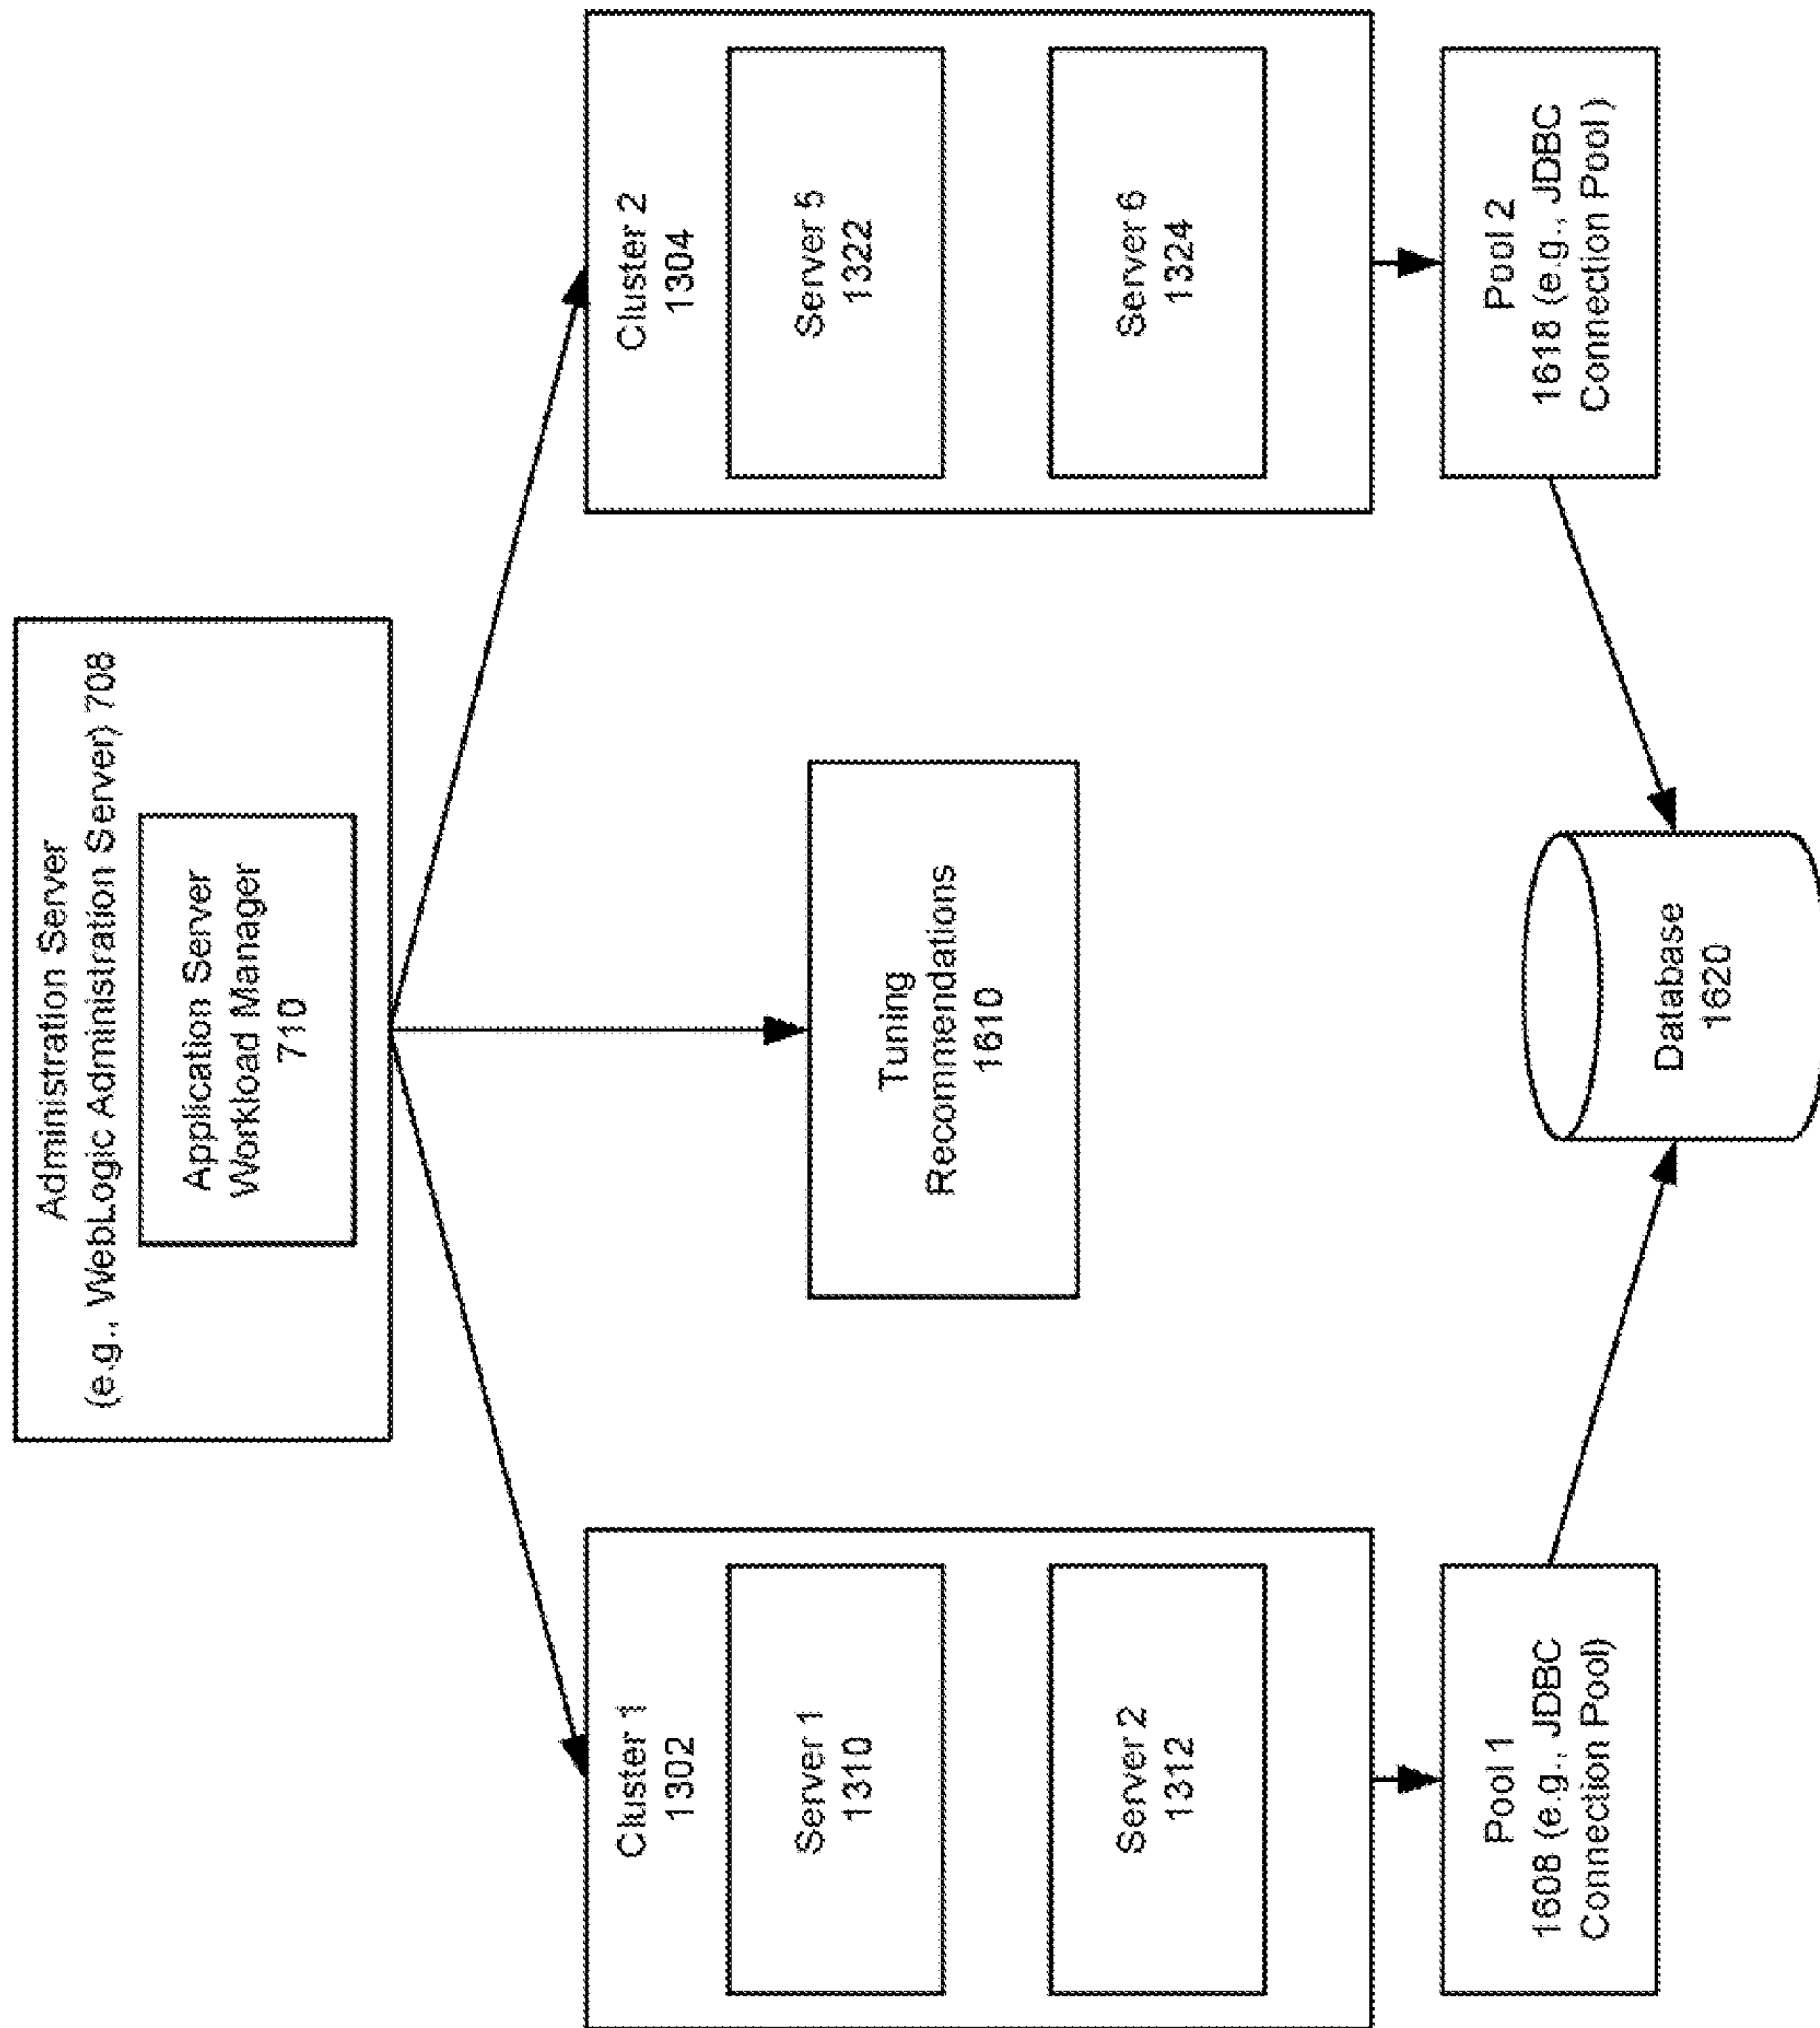 Administration Server
(e.g., WebLogic Administration Server) 708
Application Server
Workload Manager
710
Cluster 1
1302
Server 1
1310
Server 2
1312
Pool 1
1608 (e.g., JDBC
Connection Pool)
Tuning
Recommendations
1610
Cluster 2
1304
Server 5
1322
Server 6
1324
Pool 2
1618 (e.g., JDBC
Connection Pool )
Database
1620